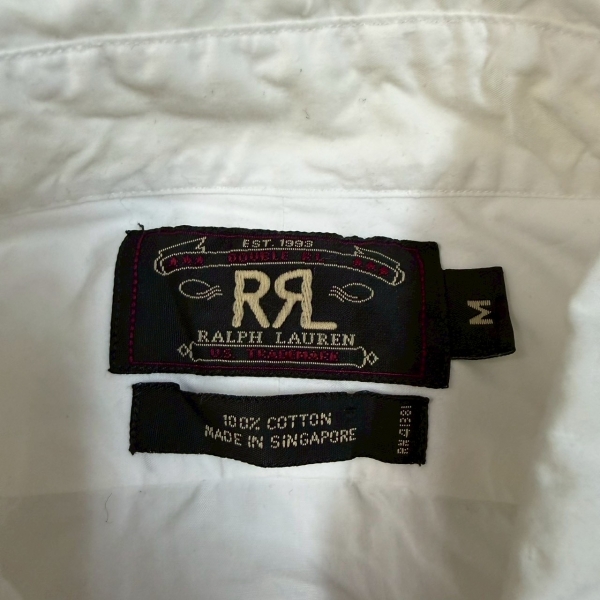 EST. 1993
★★★ DOUBLE RL ★★★
RRL
RALPH LAUREN
U.S. TRADEMARK
M
100% COTTON
MADE IN SINGAPORE
RN 41381